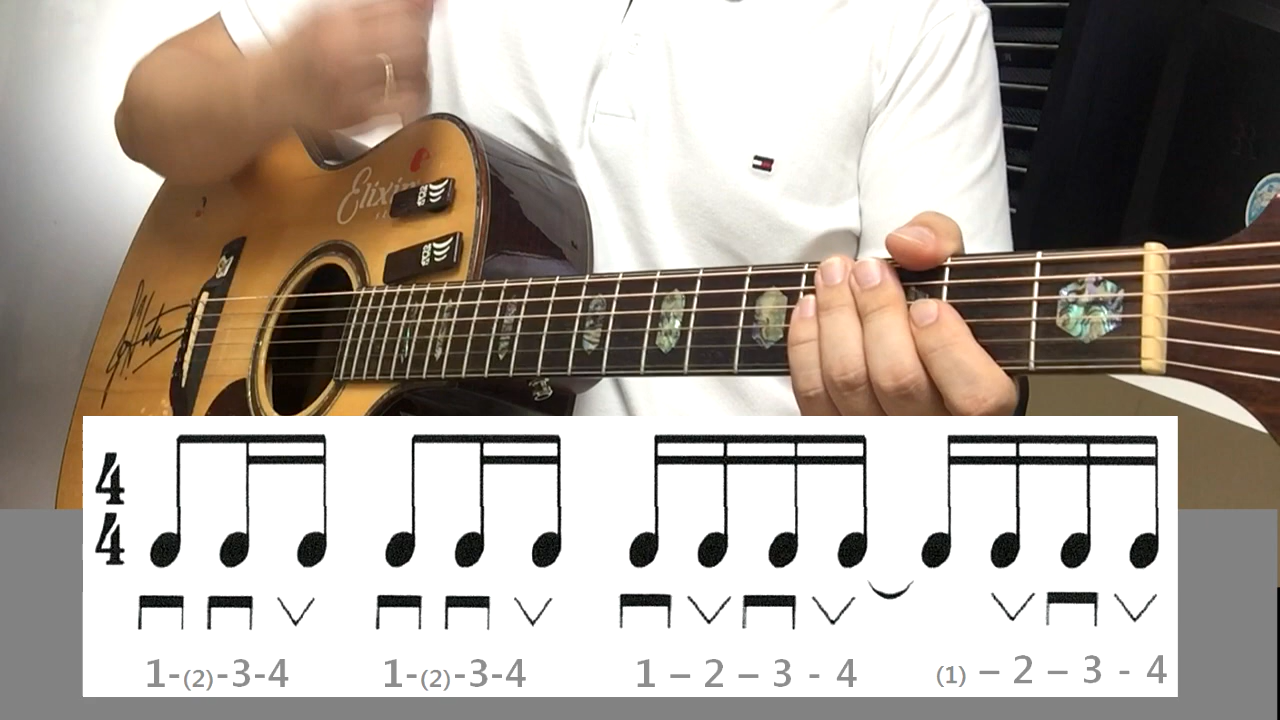 Elixir
4
4
1-(2)-3-4 1-(2)-3-4 1 – 2 – 3 - 4 (1) – 2 – 3 - 4